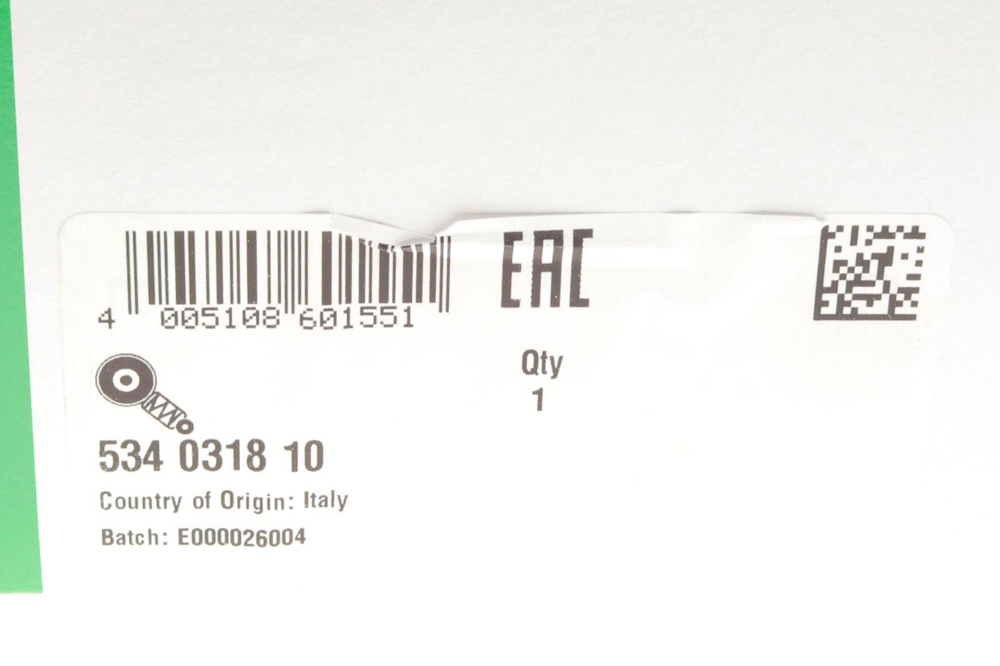 4 005108 601551
EAC
Qty
1
534 0318 10
Country of Origin: Italy
Batch: E000026004